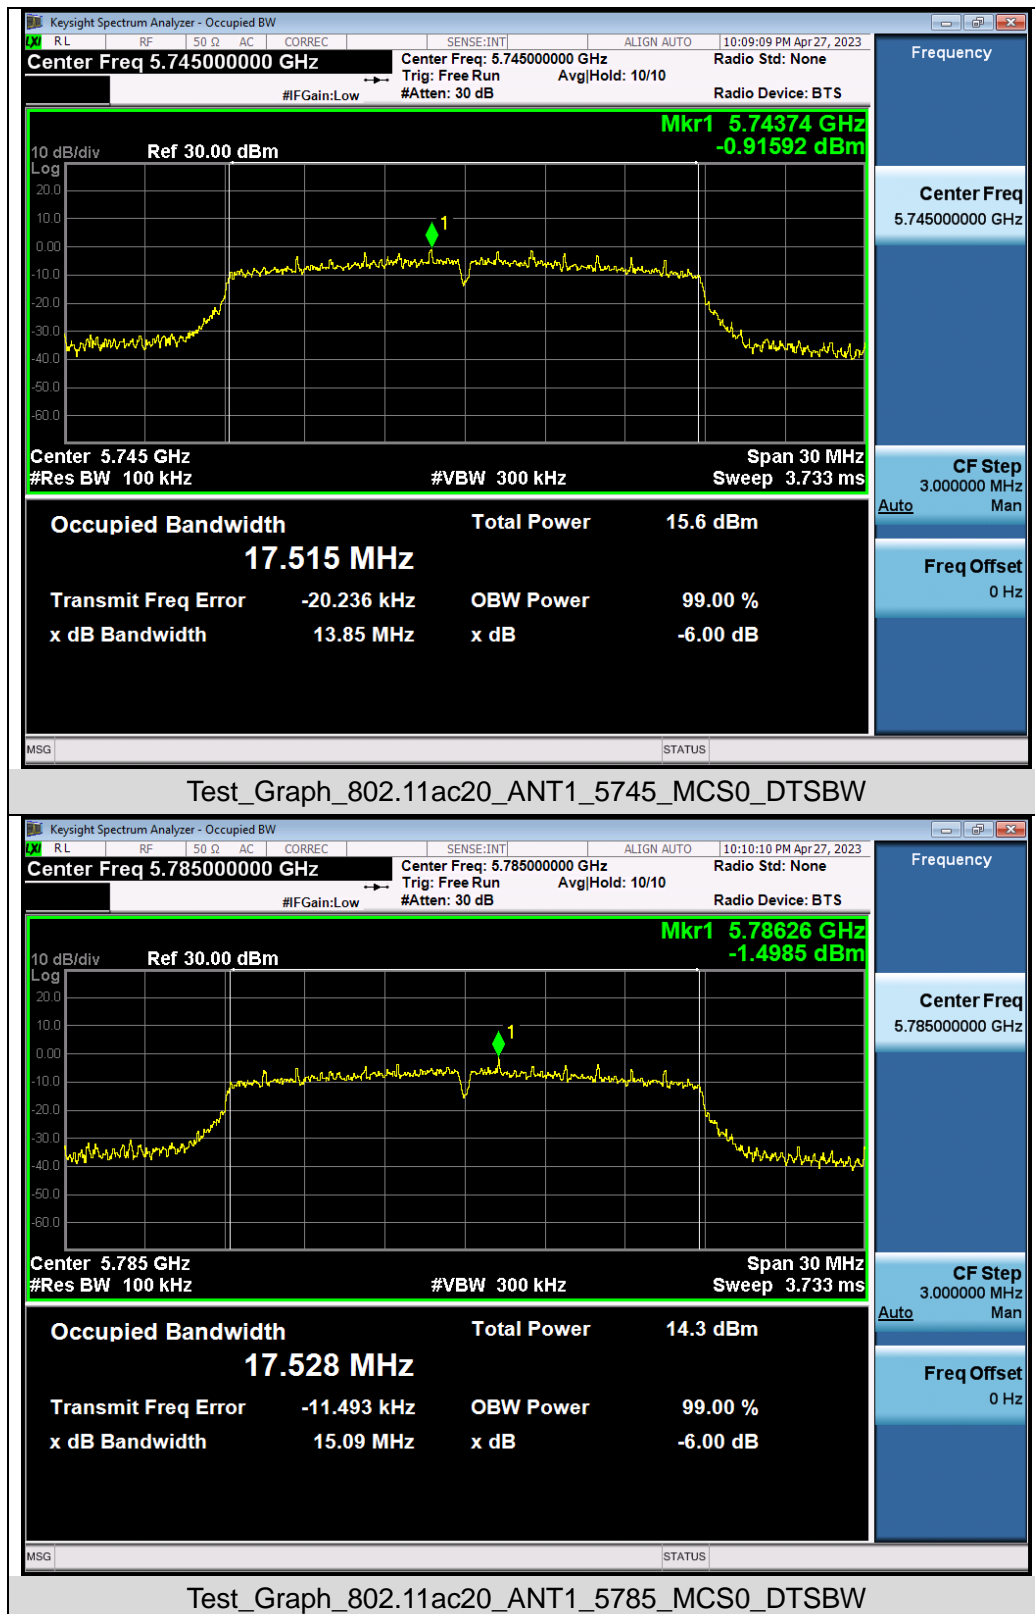 Keysight Spectrum Analyzer - Occupied BW
LXI RL RF 50 Ω AC CORREC SENSE:INT ALIGN AUTO 10:09:09 PM Apr 27, 2023
Center Freq 5.745000000 GHz
Center Freq: 5.745000000 GHz Radio Std: None
Trig: Free Run Avg|Hold: 10/10
#IFGain:Low #Atten: 30 dB Radio Device: BTS
Frequency
Mkr1 5.74374 GHz
-0.91592 dBm
10 dB/div Ref 30.00 dBm
Log
20.0
10.0
0.00
-10.0
-20.0
-30.0
-40.0
-50.0
-60.0
1
Center 5.745 GHz Span 30 MHz
#Res BW 100 kHz #VBW 300 kHz Sweep 3.733 ms
Center Freq
5.745000000 GHz
CF Step
3.000000 MHz
Auto Man
Freq Offset
0 Hz
Occupied Bandwidth Total Power 15.6 dBm
17.515 MHz
Transmit Freq Error -20.236 kHz OBW Power 99.00 %
x dB Bandwidth 13.85 MHz x dB -6.00 dB
MSG STATUS
Test_Graph_802.11ac20_ANT1_5745_MCS0_DTSBW
Keysight Spectrum Analyzer - Occupied BW
LXI RL RF 50 Ω AC CORREC SENSE:INT ALIGN AUTO 10:10:10 PM Apr 27, 2023
Center Freq 5.785000000 GHz
Center Freq: 5.785000000 GHz Radio Std: None
Trig: Free Run Avg|Hold: 10/10
#IFGain:Low #Atten: 30 dB Radio Device: BTS
Frequency
Mkr1 5.78626 GHz
-1.4985 dBm
10 dB/div Ref 30.00 dBm
Log
20.0
10.0
0.00
-10.0
-20.0
-30.0
-40.0
-50.0
-60.0
1
Center 5.785 GHz Span 30 MHz
#Res BW 100 kHz #VBW 300 kHz Sweep 3.733 ms
Center Freq
5.785000000 GHz
CF Step
3.000000 MHz
Auto Man
Freq Offset
0 Hz
Occupied Bandwidth Total Power 14.3 dBm
17.528 MHz
Transmit Freq Error -11.493 kHz OBW Power 99.00 %
x dB Bandwidth 15.09 MHz x dB -6.00 dB
MSG STATUS
Test_Graph_802.11ac20_ANT1_5785_MCS0_DTSBW